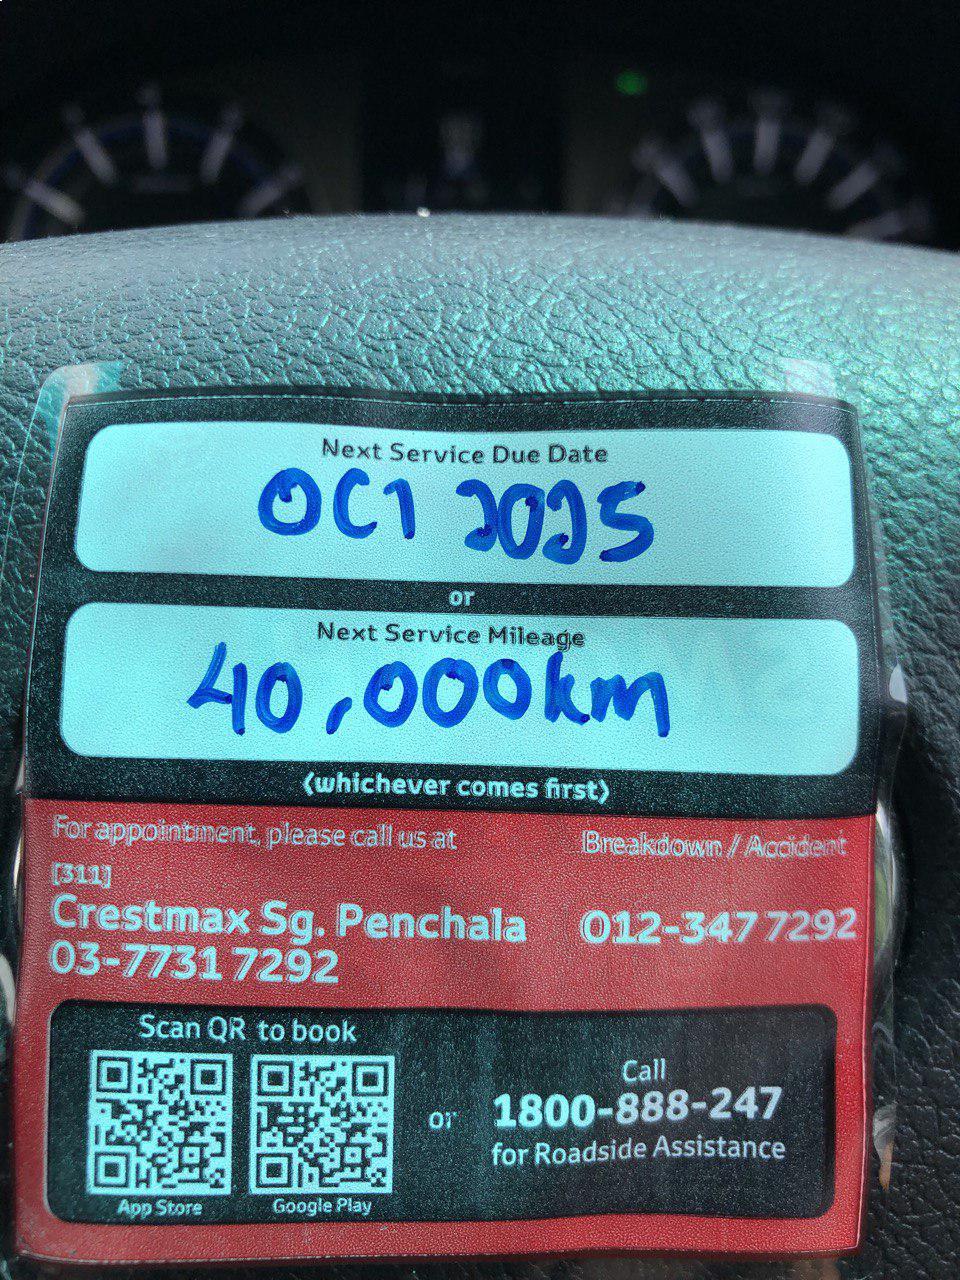 Next Service Due Date
OCT 2025
or
Next Service Mileage
40,000km
(whichever comes first)
For appointment, please call us at
[311]
Crestmax Sg. Penchala
03-7731 7292
Breakdown / Accident
012-347 7292
Scan QR to book
App Store
Google Play
or
Call
1800-888-247
for Roadside Assistance